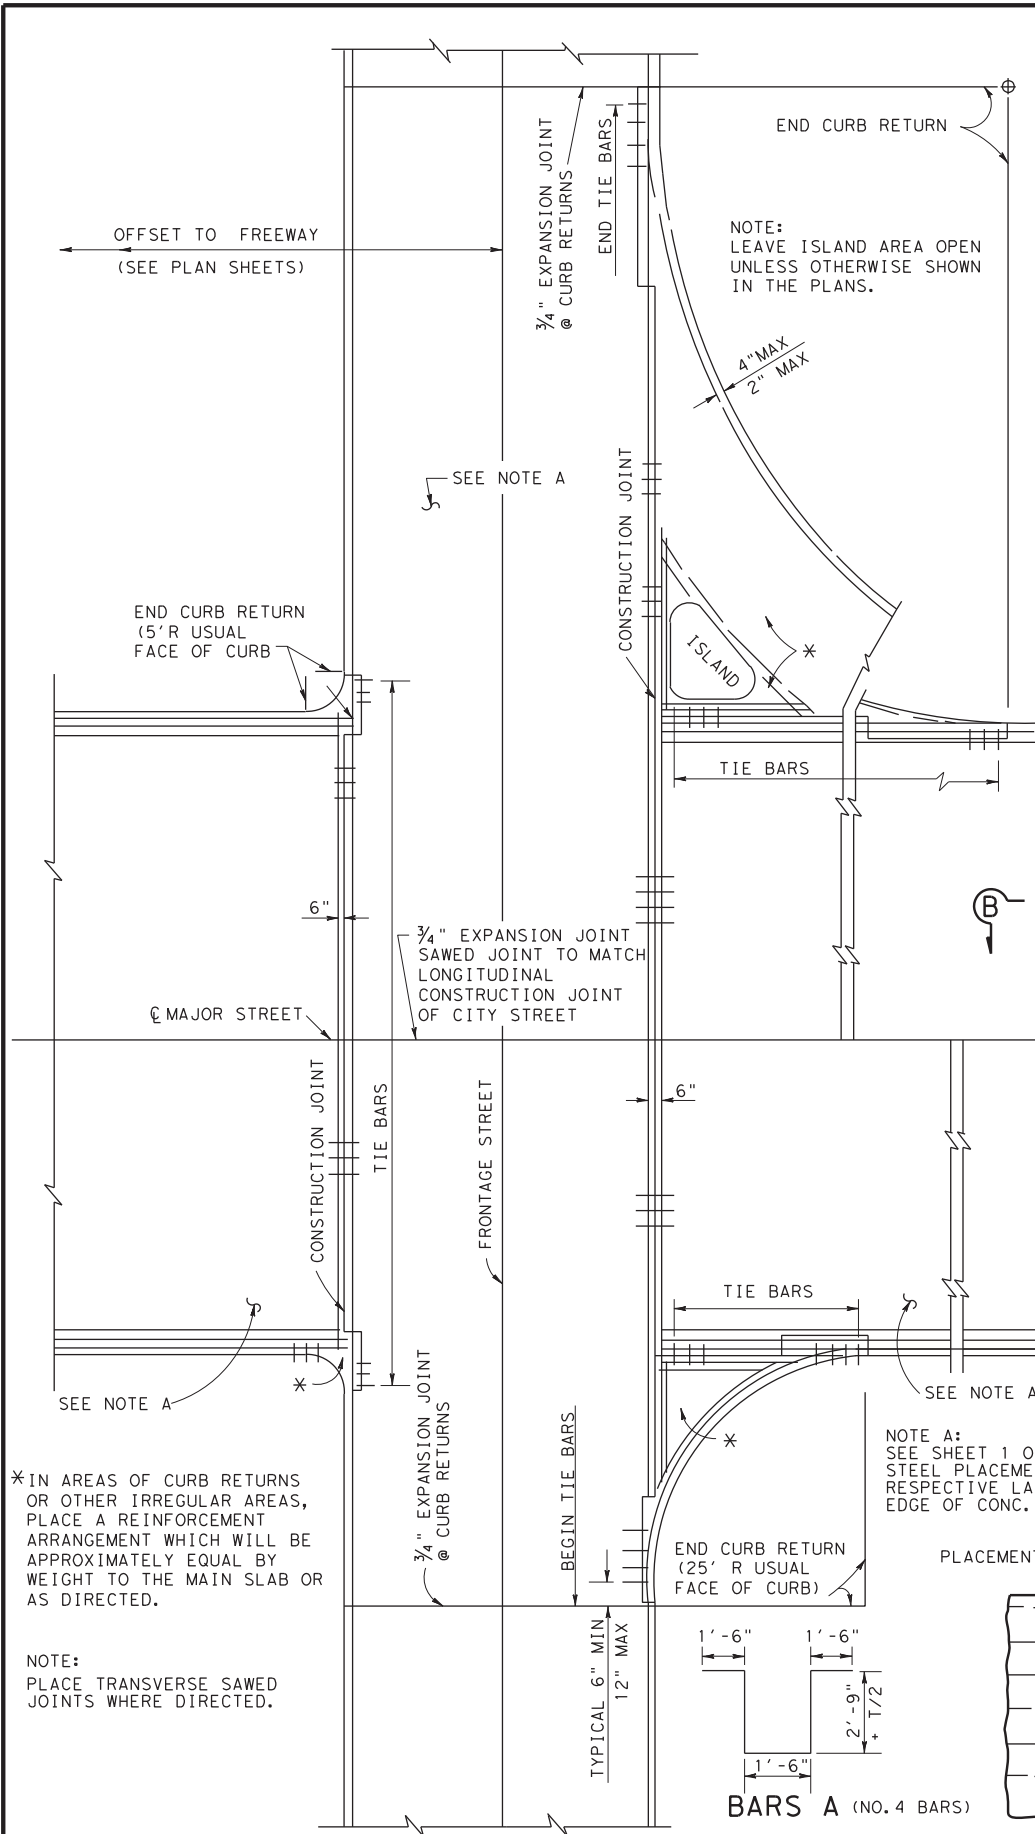 END CURB RETURN
¾" EXPANSION JOINT
@ CURB RETURNS
END TIE BARS
OFFSET TO FREEWAY
(SEE PLAN SHEETS)
NOTE:
LEAVE ISLAND AREA OPEN
UNLESS OTHERWISE SHOWN
IN THE PLANS.
4"MAX
2" MAX
SEE NOTE A
CONSTRUCTION JOINT
END CURB RETURN
(5'R USUAL
FACE OF CURB
ISLAND
*
TIE BARS
6"
B
¾" EXPANSION JOINT
SAWED JOINT TO MATCH
LONGITUDINAL
CONSTRUCTION JOINT
OF CITY STREET
℄ MAJOR STREET
CONSTRUCTION JOINT
TIE BARS
FRONTAGE STREET
6"
TIE BARS
SEE NOTE A
*
¾" EXPANSION JOINT
@ CURB RETURNS
BEGIN TIE BARS
*
SEE NOTE A
NOTE A:
SEE SHEET 1 O
STEEL PLACEME
RESPECTIVE LA
EDGE OF CONC.
PLACEMENT
* IN AREAS OF CURB RETURNS
OR OTHER IRREGULAR AREAS,
PLACE A REINFORCEMENT
ARRANGEMENT WHICH WILL BE
APPROXIMATELY EQUAL BY
WEIGHT TO THE MAIN SLAB OR
AS DIRECTED.
END CURB RETURN
(25' R USUAL
FACE OF CURB)
NOTE:
PLACE TRANSVERSE SAWED
JOINTS WHERE DIRECTED.
TYPICAL 6" MIN
12" MAX
1'-6"
1'-6"
2'-9"
+ T/2
1'-6"
BARS A (NO. 4 BARS)